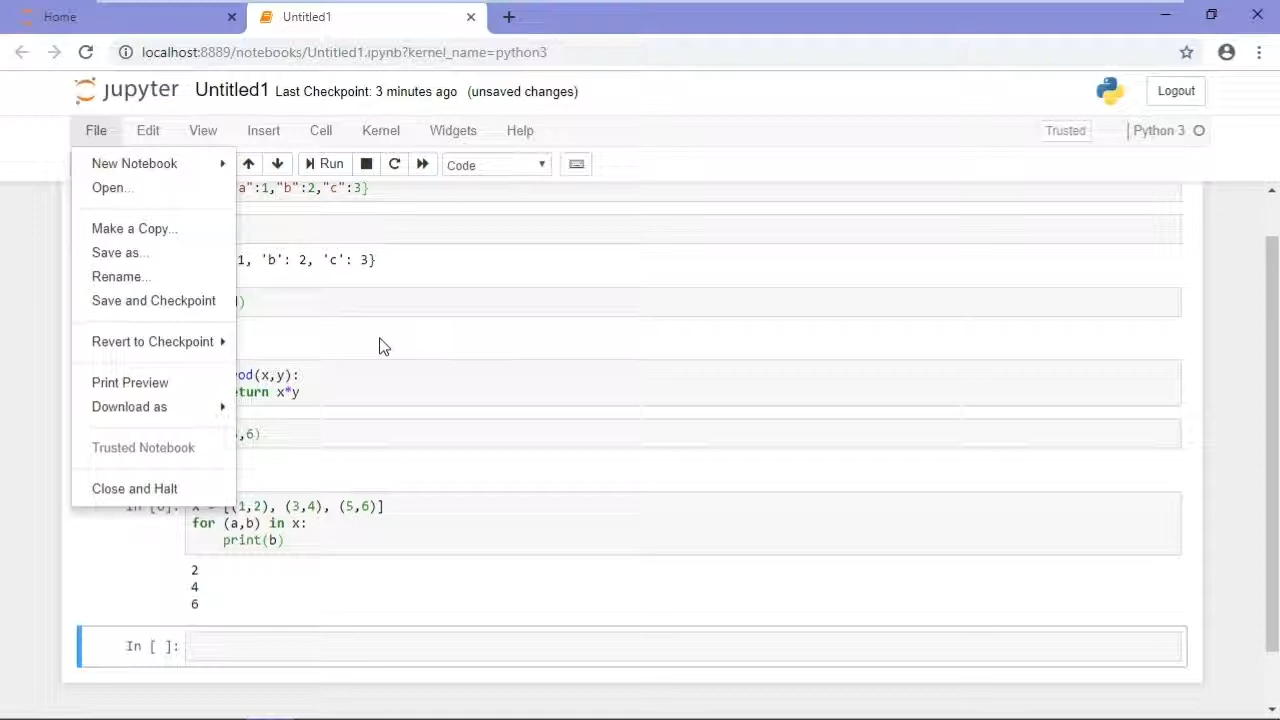 Home
Untitled1
localhost:8889/notebooks/Untitled1.ipynb?kernel_name=python3
jupyter Untitled1 Last Checkpoint: 3 minutes ago (unsaved changes) Logout
File Edit View Insert Cell Kernel Widgets Help Trusted Python 3
New Notebook
Open...
Make a Copy...
Save as...
Rename...
Save and Checkpoint
Revert to Checkpoint
Print Preview
Download as
Trusted Notebook
Close and Halt
Run Code
a":1,"b":2,"c":3}
1, 'b': 2, 'c': 3}
)
od(x,y):
turn x*y
,6)
x = [(1,2), (3,4), (5,6)]
for (a,b) in x:
print(b)
2
4
6
In [ ]: